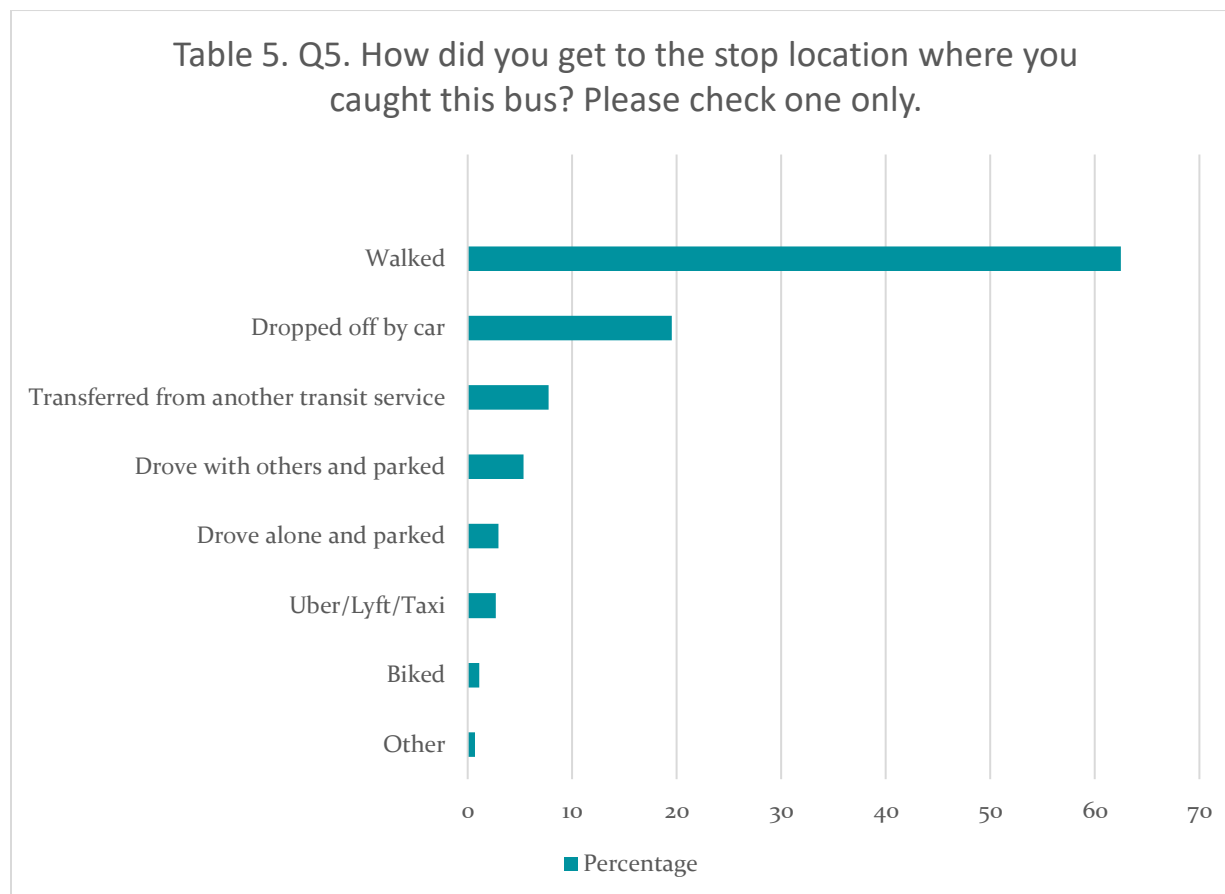 Table 5. Q5. How did you get to the stop location where you
caught this bus? Please check one only.
Walked
Dropped off by car
Transferred from another transit service
Drove with others and parked
Drove alone and parked
Uber/Lyft/Taxi
Biked
Other
0 10 20 30 40 50 60 70
Percentage